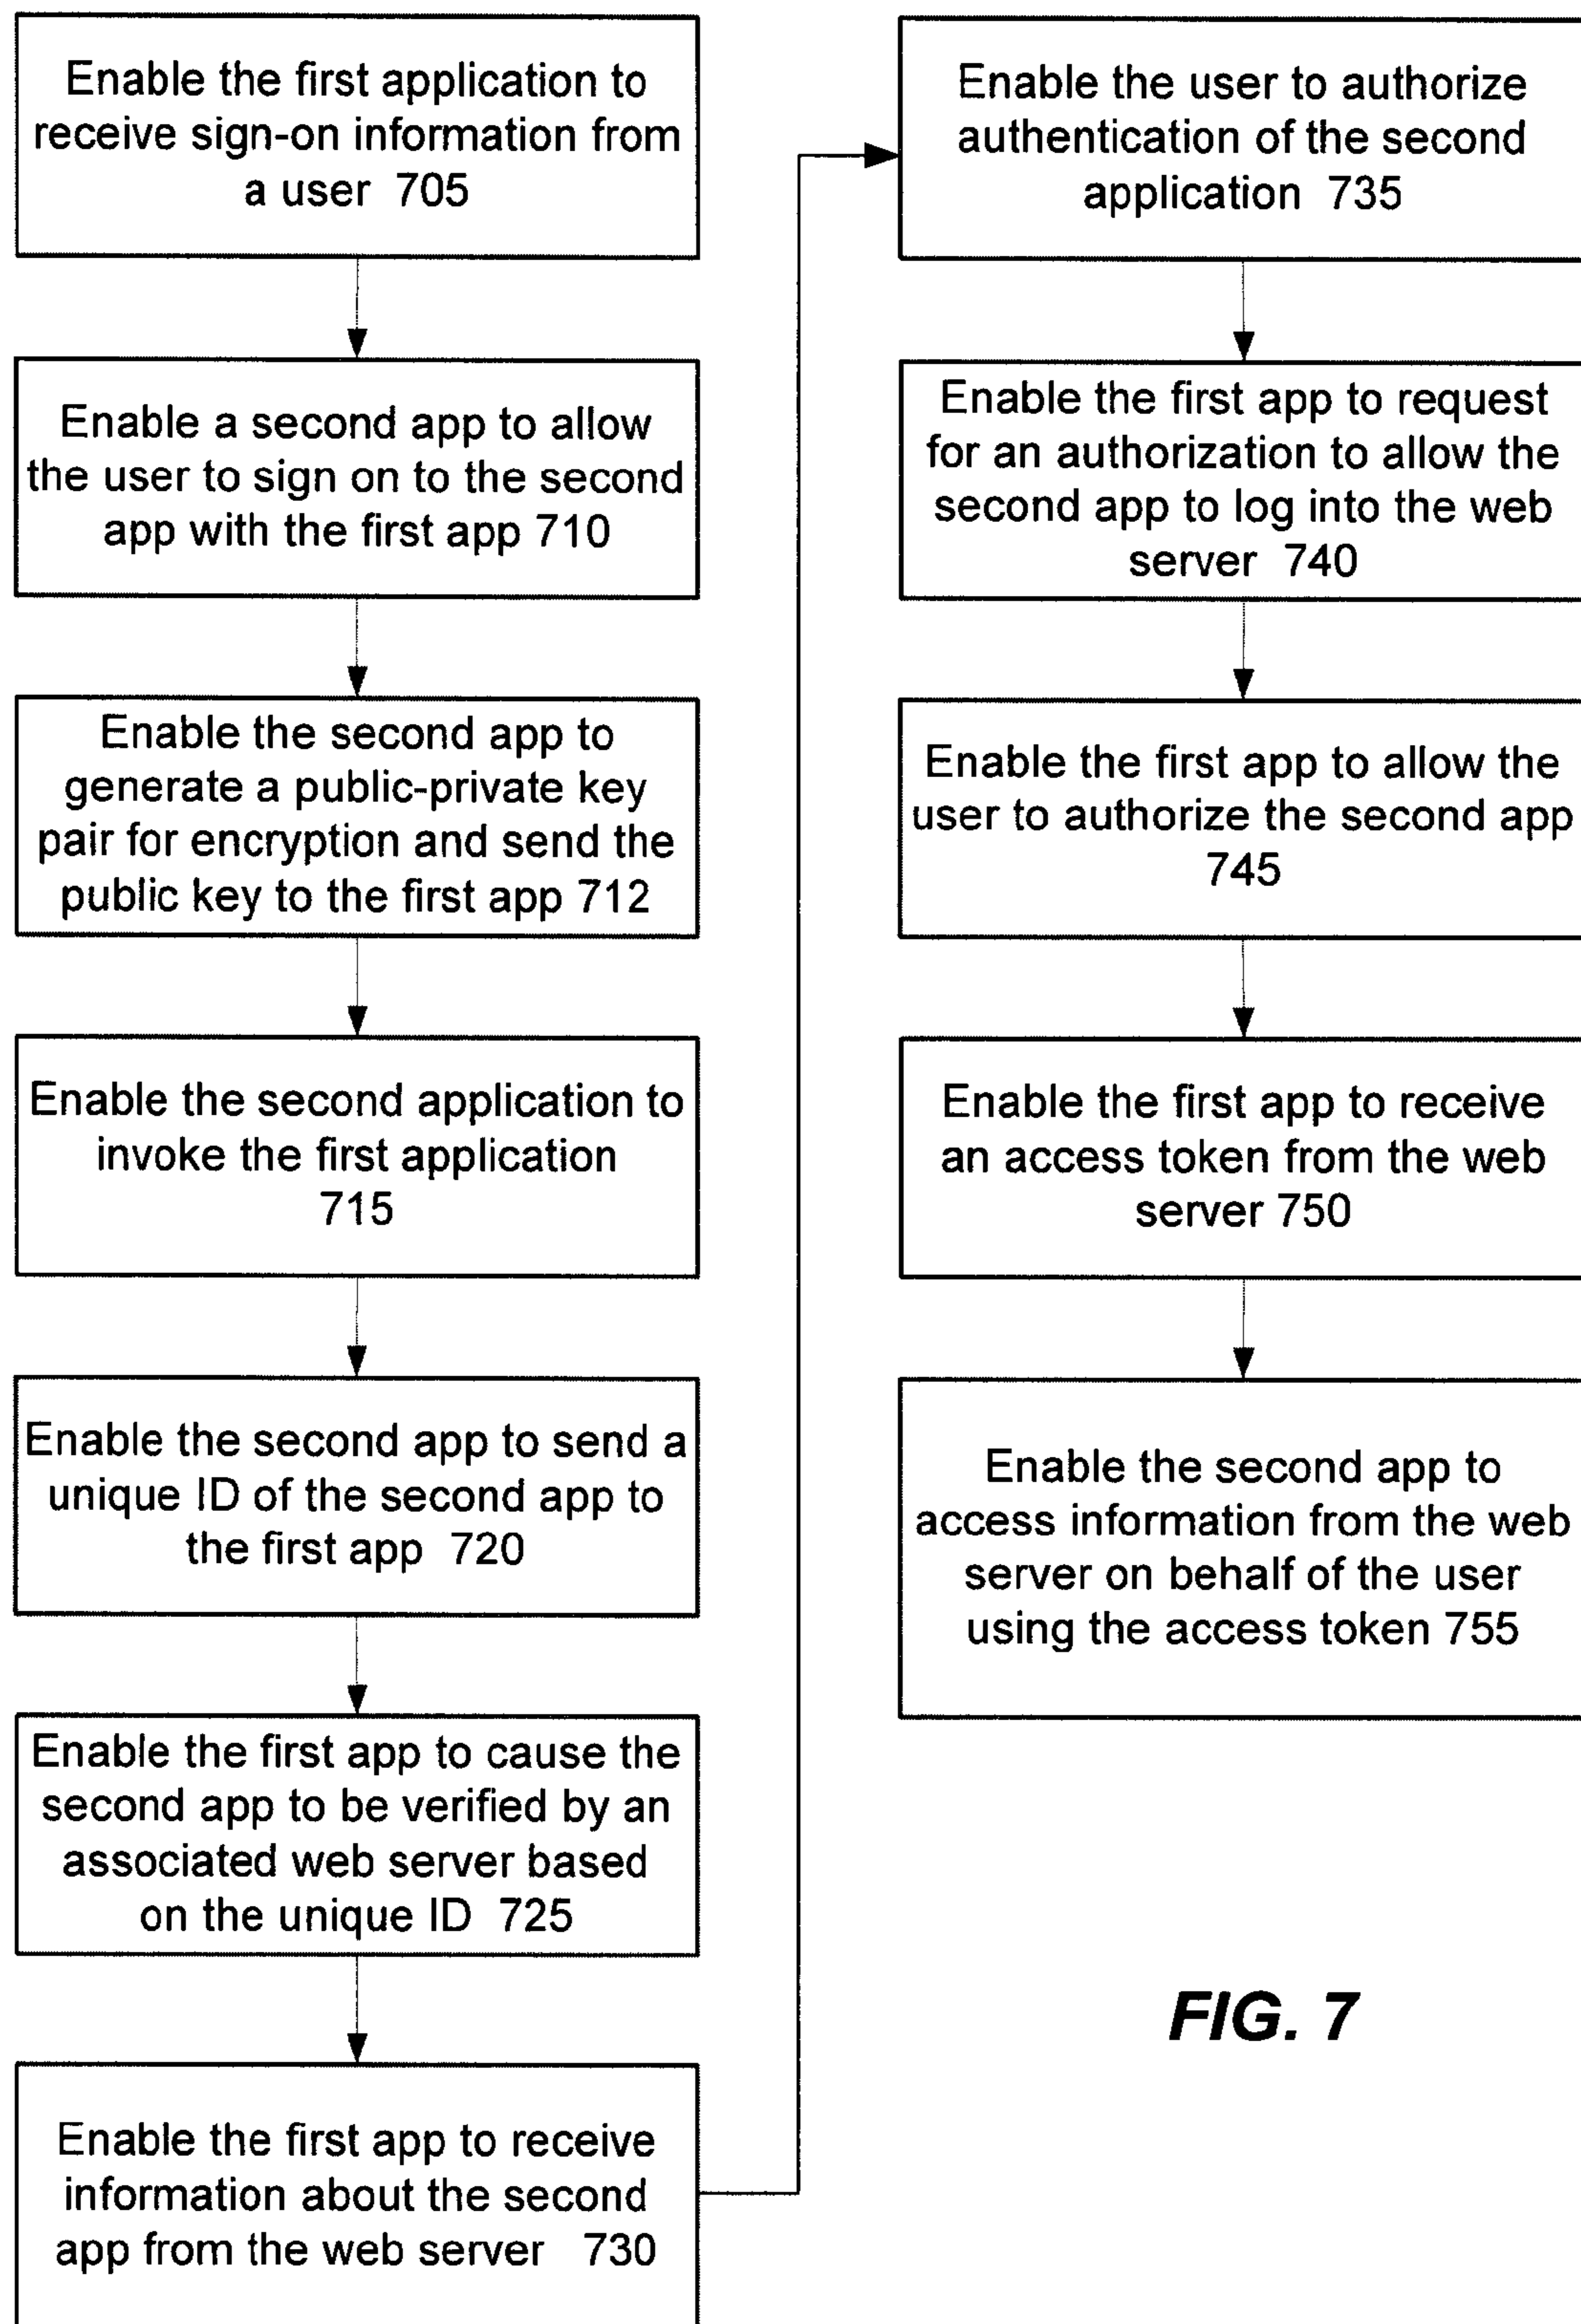 Enable the first application to
receive sign-on information from
a user 705
Enable a second app to allow
the user to sign on to the second
app with the first app 710
Enable the second app to
generate a public-private key
pair for encryption and send the
public key to the first app 712
Enable the second application to
invoke the first application
715
Enable the second app to send a
unique ID of the second app to
the first app 720
Enable the first app to cause the
second app to be verified by an
associated web server based
on the unique ID 725
Enable the first app to receive
information about the second
app from the web server 730
Enable the user to authorize
authentication of the second
application 735
Enable the first app to request
for an authorization to allow the
second app to log into the web
server 740
Enable the first app to allow the
user to authorize the second app
745
Enable the first app to receive
an access token from the web
server 750
Enable the second app to
access information from the web
server on behalf of the user
using the access token 755
FIG. 7